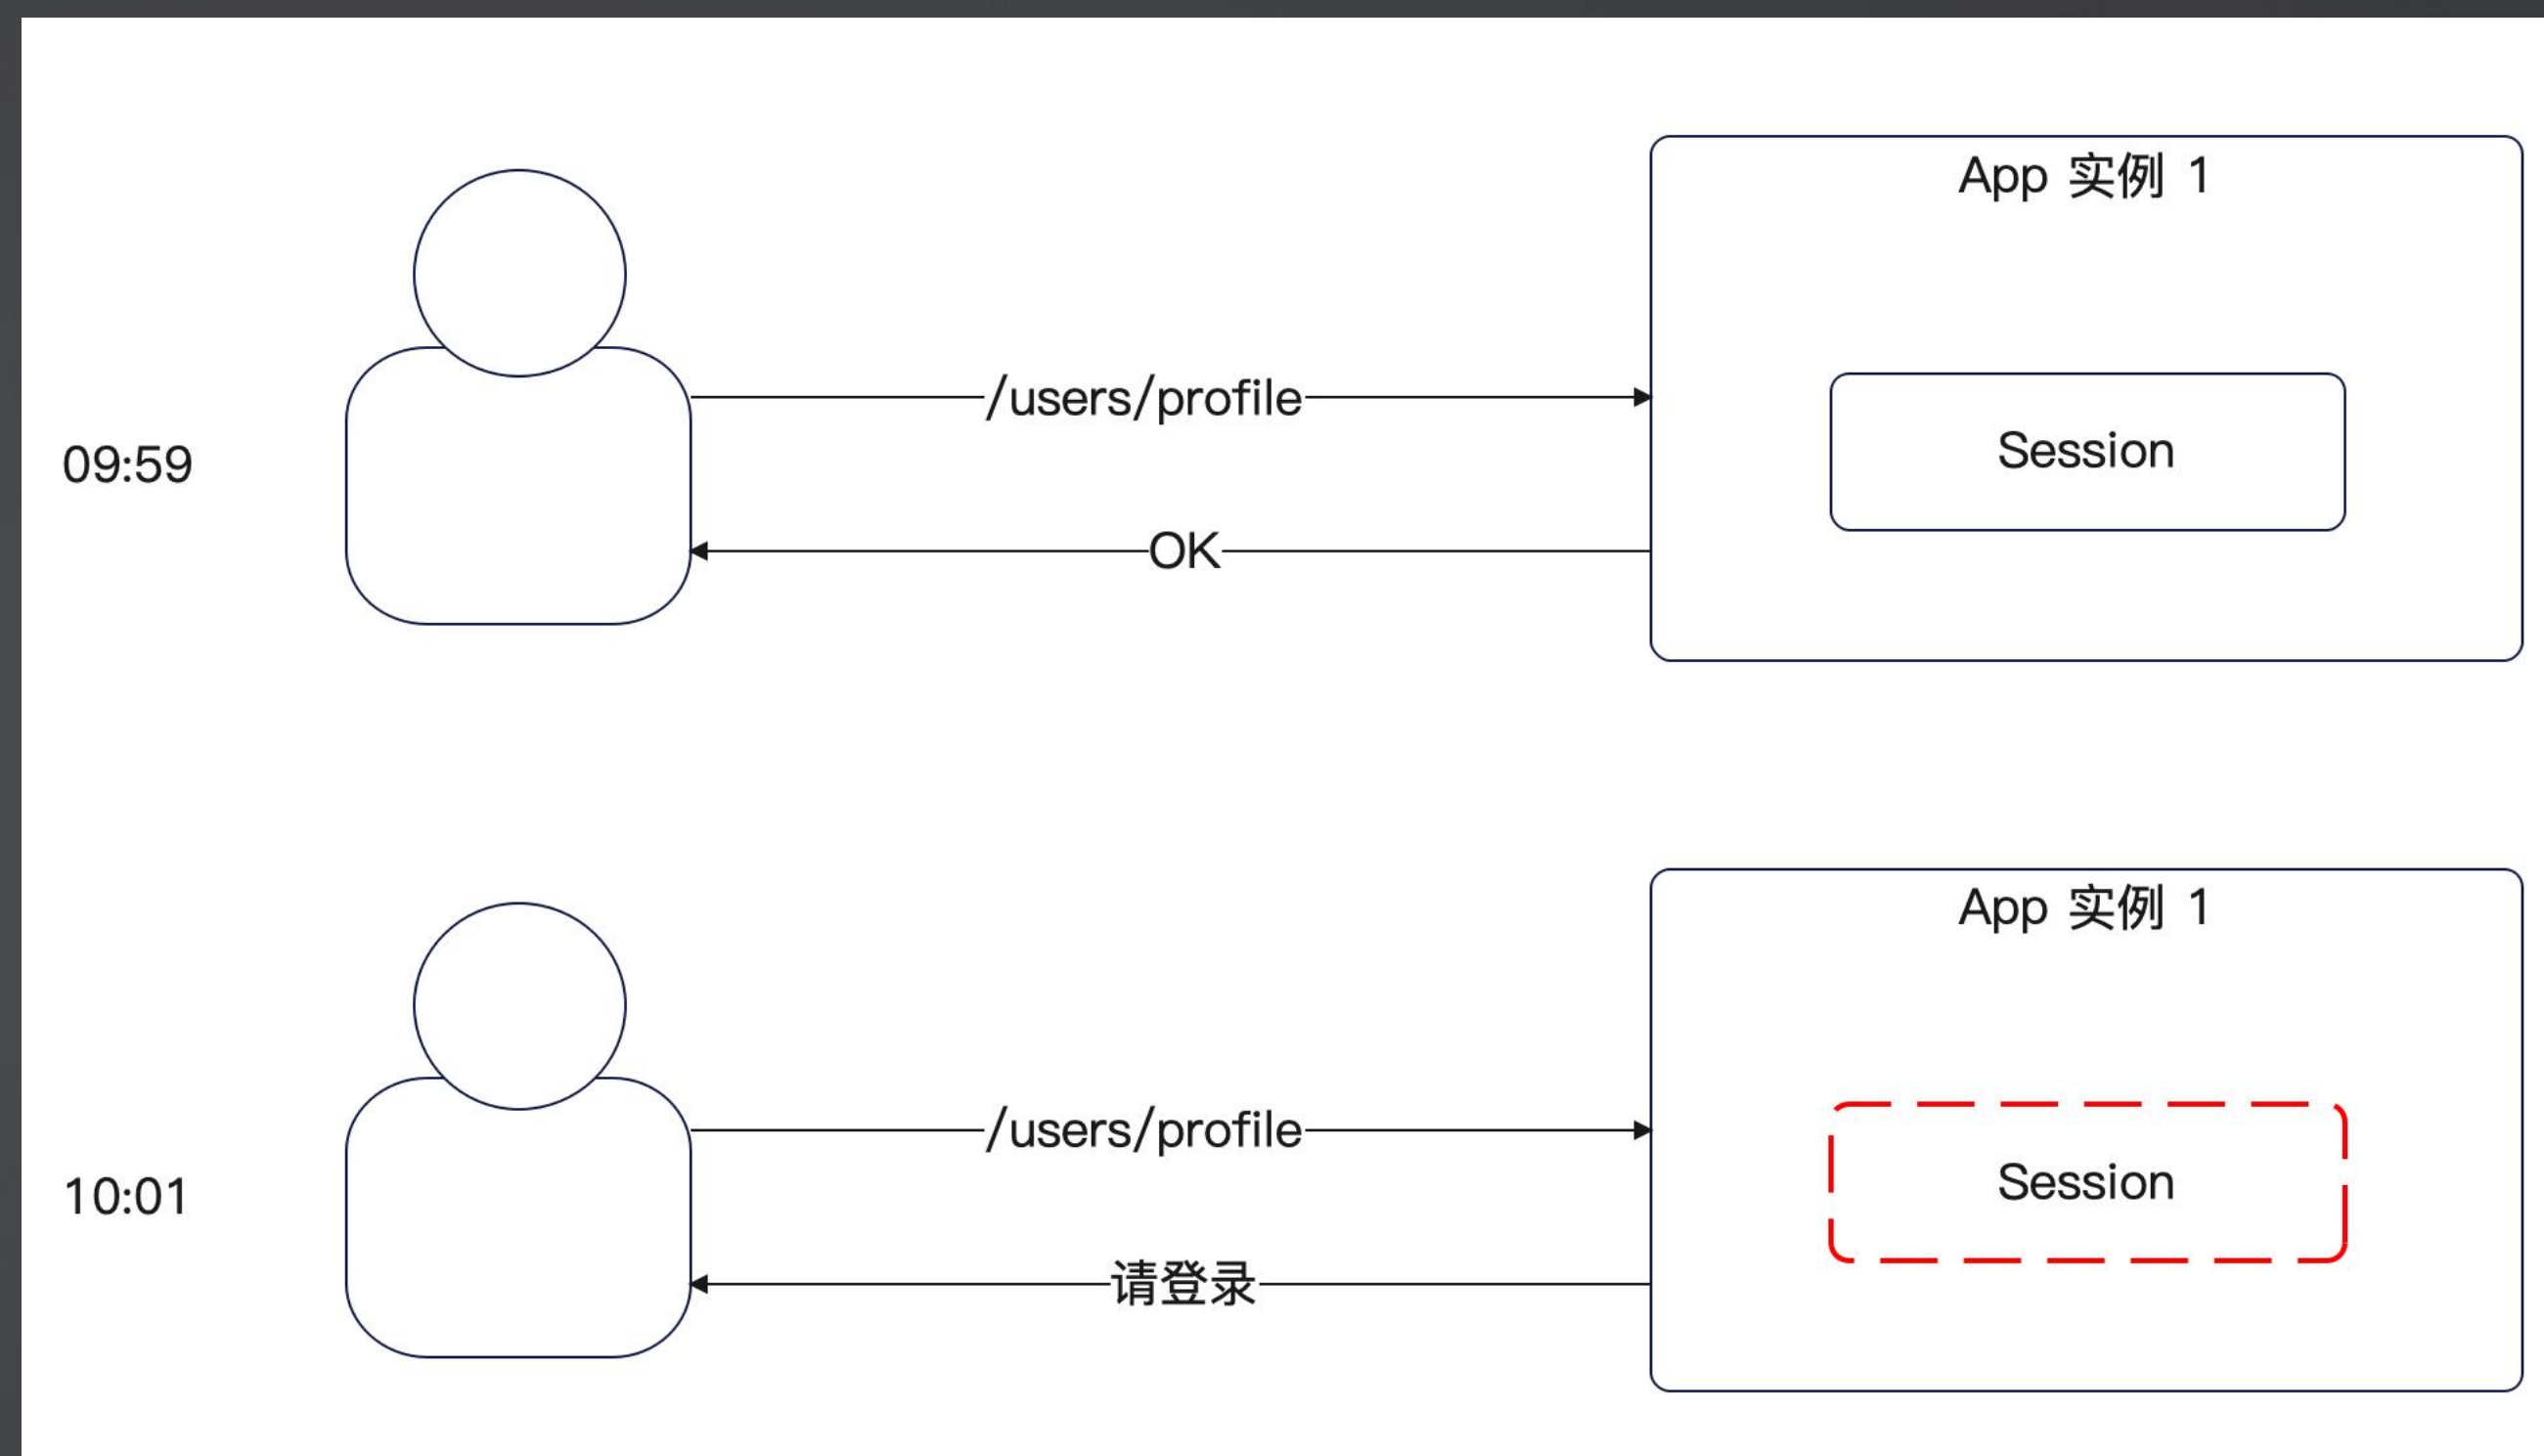 App 实例 1
/users/profile
09:59
Session
OK
App 实例 1
/users/profile
10:01
Session
请登录